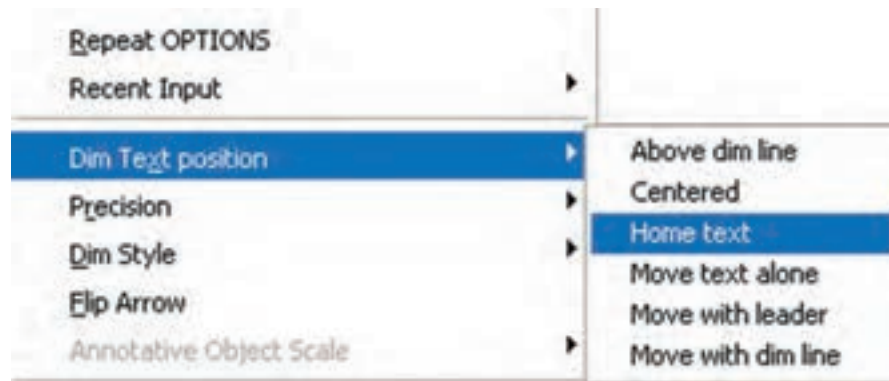 Repeat OPTIONS
Recent Input
Dim Text position
Precision
Dim Style
Flip Arrow
Annotative Object Scale
Above dim line
Centered
Home text
Move text alone
Move with leader
Move with dim line